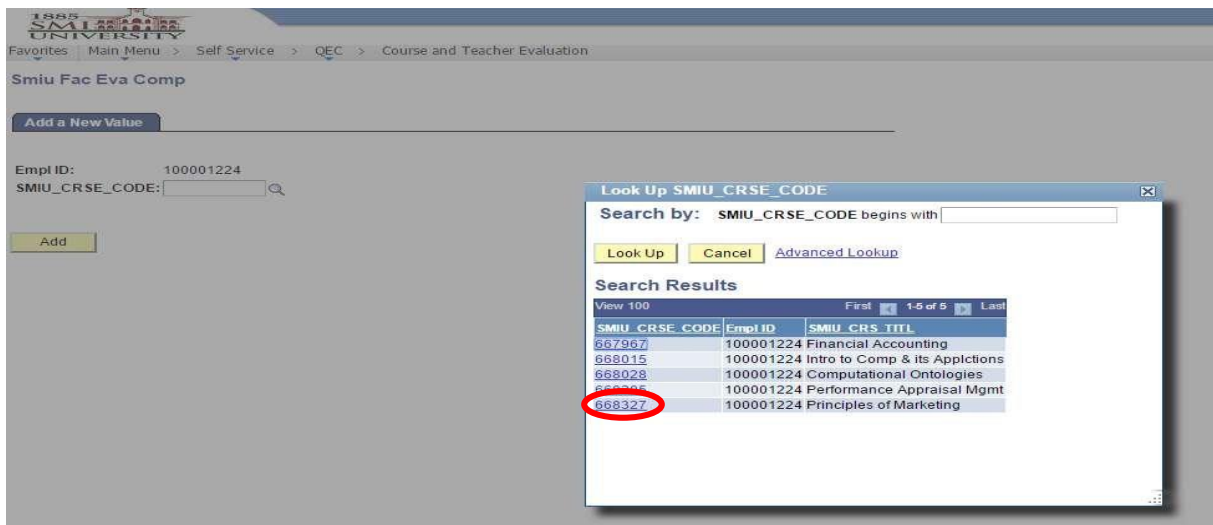 1885
SMI
UNIVERSITY
Favorites Main Menu > Self Service > QEC > Course and Teacher Evaluation
Smiu Fac Eva Comp
Add a New Value
Empl ID: 100001224
SMIU_CRSE_CODE:
Add
Look Up SMIU_CRSE_CODE
Search by: SMIU_CRSE_CODE begins with
Look Up Cancel Advanced Lookup
Search Results
View 100 First 1-5 of 5 Last
SMIU_CRSE_CODE Empl ID SMIU_CRS_TITL
667967 100001224 Financial Accounting
668015 100001224 Intro to Comp & its Applctions
668028 100001224 Computational Ontologies
100001224 Performance Appraisal Mgmt
668327 100001224 Principles of Marketing